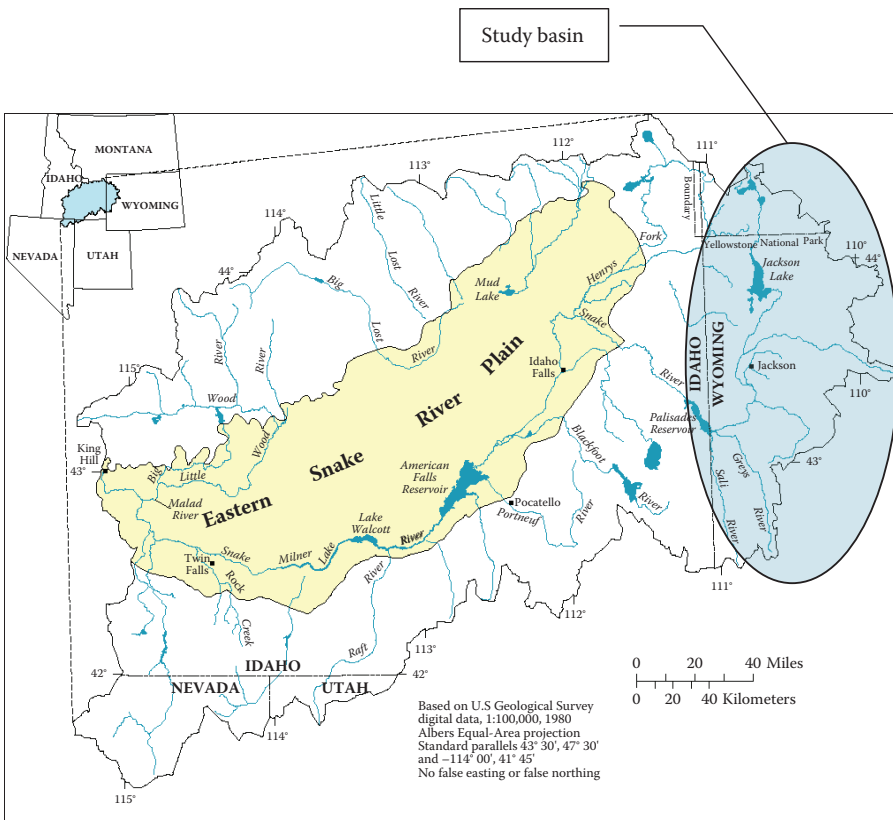 Study basin
MONTANA
IDAHO
WYOMING
NEVADA
UTAH
112°
111°
113°
114°
44°
115°
Boundary
Yellowstone National Park
110°
44°
Jackson
Lake
Little
Lost
River
Big
Lost
River
Mud
Lake
Fork
Henrys
Snake
Idaho
Falls
IDAHO
WYOMING
Jackson
110°
River
River
Wood
River
Palisades
Reservoir
King
Hill
43°
Big
Little
Wood
Malad
River
Eastern Snake River Plain
American
Falls
Reservoir
Blackfoot
River
Pocatello
Portneuf
River
Greys
River
Sali
River
43°
Lake
Walcott
River
Snake
Milner
Lake
Twin
Falls
Rock
Creek
River
Raft
111°
112°
113°
42°
42°
IDAHO
NEVADA
UTAH
114°
115°
0 20 40 Miles
0 20 40 Kilometers
Based on U.S Geological Survey
digital data, 1:100,000, 1980
Albers Equal-Area projection
Standard parallels 43° 30', 47° 30'
and –114° 00', 41° 45'
No false easting or false northing